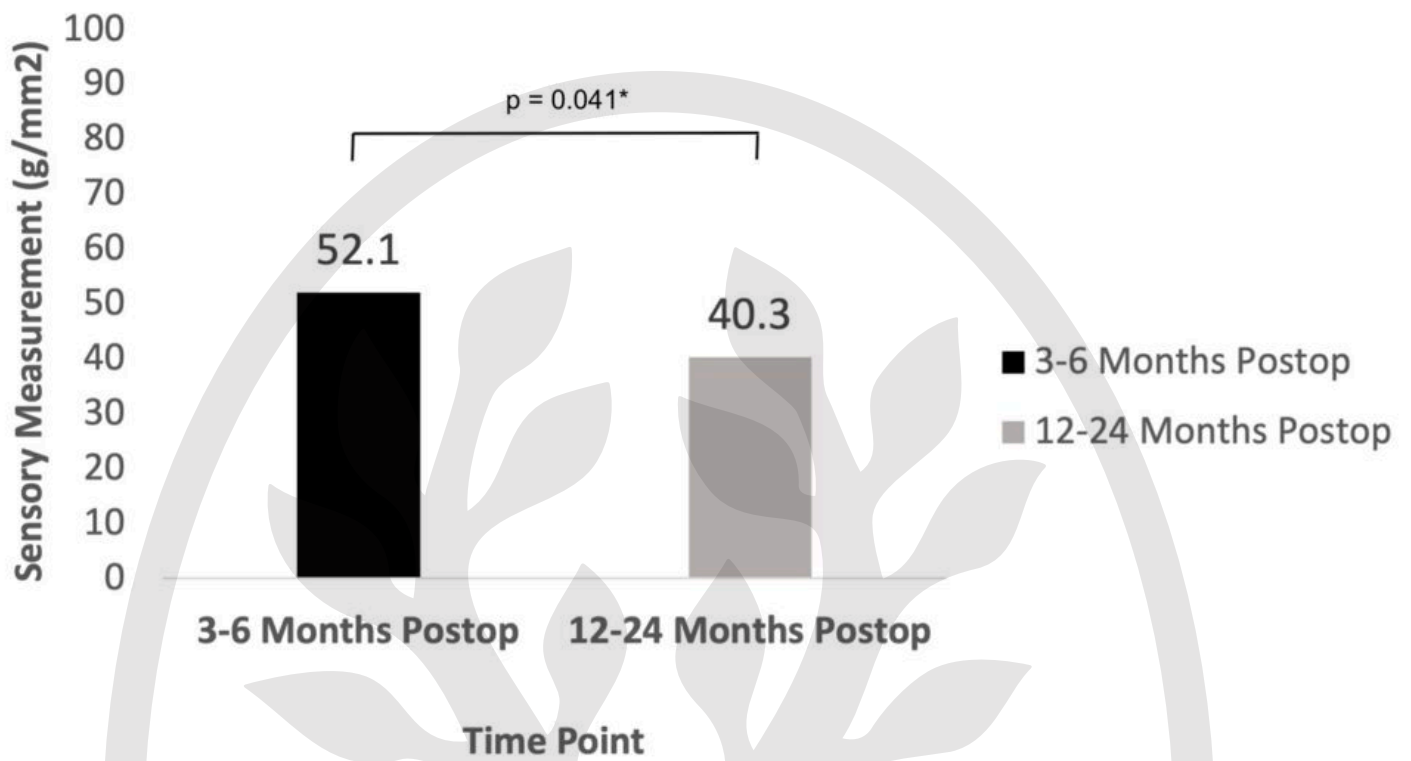 Sensory Measurement (g/mm2)
100
90
80
70
60
50
40
30
20
10
0
p = 0.041*
52.1
40.3
3-6 Months Postop
12-24 Months Postop
3-6 Months Postop
12-24 Months Postop
Time Point